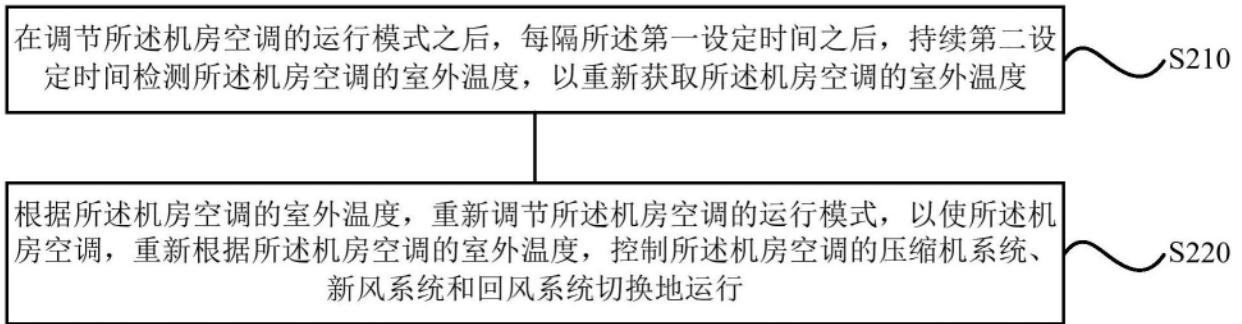 在调节所述机房空调的运行模式之后，每隔所述第一设定时间之后，持续第二设
定时间检测所述机房空调的室外温度，以重新获取所述机房空调的室外温度
S210
根据所述机房空调的室外温度，重新调节所述机房空调的运行模式，以使所述机
房空调，重新根据所述机房空调的室外温度，控制所述机房空调的压缩机系统、
新风系统和回风系统切换地运行
S220